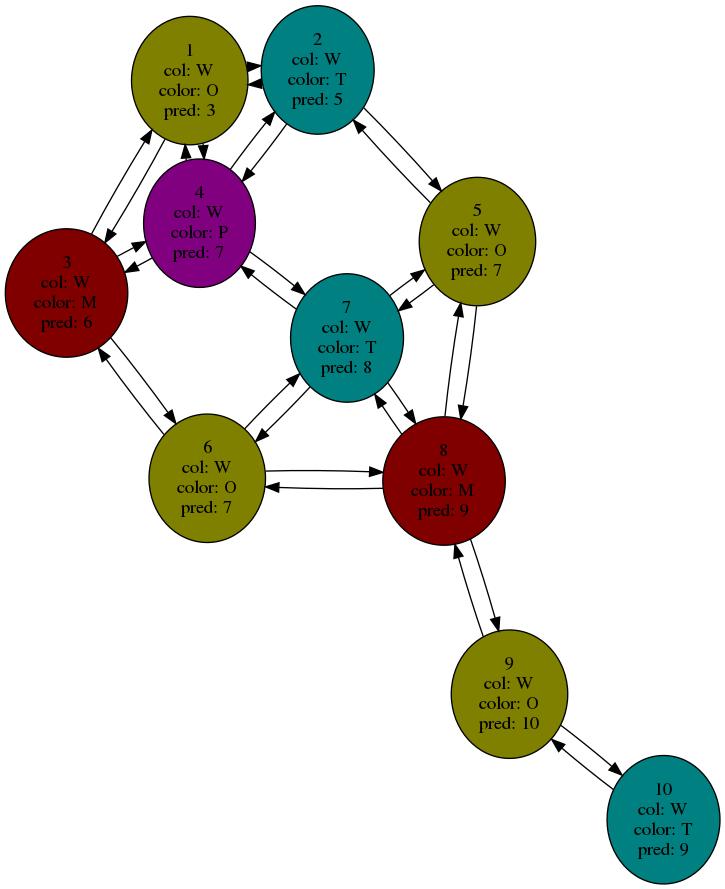 1
col: W
color: O
pred: 3
2
col: W
color: T
pred: 5
4
col: W
color: P
pred: 7
5
col: W
color: O
pred: 7
3
col: W
color: M
pred: 6
7
col: W
color: T
pred: 8
6
col: W
color: O
pred: 7
8
col: W
color: M
pred: 9
9
col: W
color: O
pred: 10
10
col: W
color: T
pred: 9